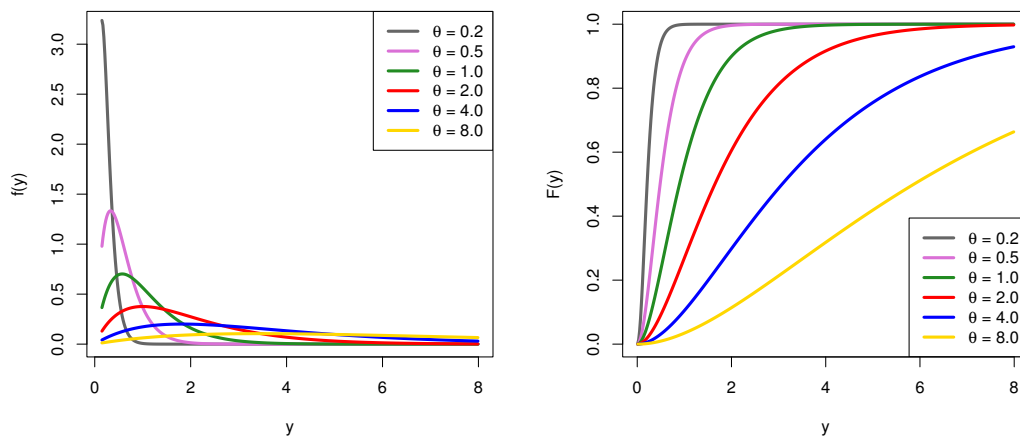 f(y)
3.0
2.5
2.0
1.5
1.0
0.5
0.0
0 2 4 6 8
y
θ = 0.2
θ = 0.5
θ = 1.0
θ = 2.0
θ = 4.0
θ = 8.0
F(y)
1.0
0.8
0.6
0.4
0.2
0.0
0 2 4 6 8
y
θ = 0.2
θ = 0.5
θ = 1.0
θ = 2.0
θ = 4.0
θ = 8.0